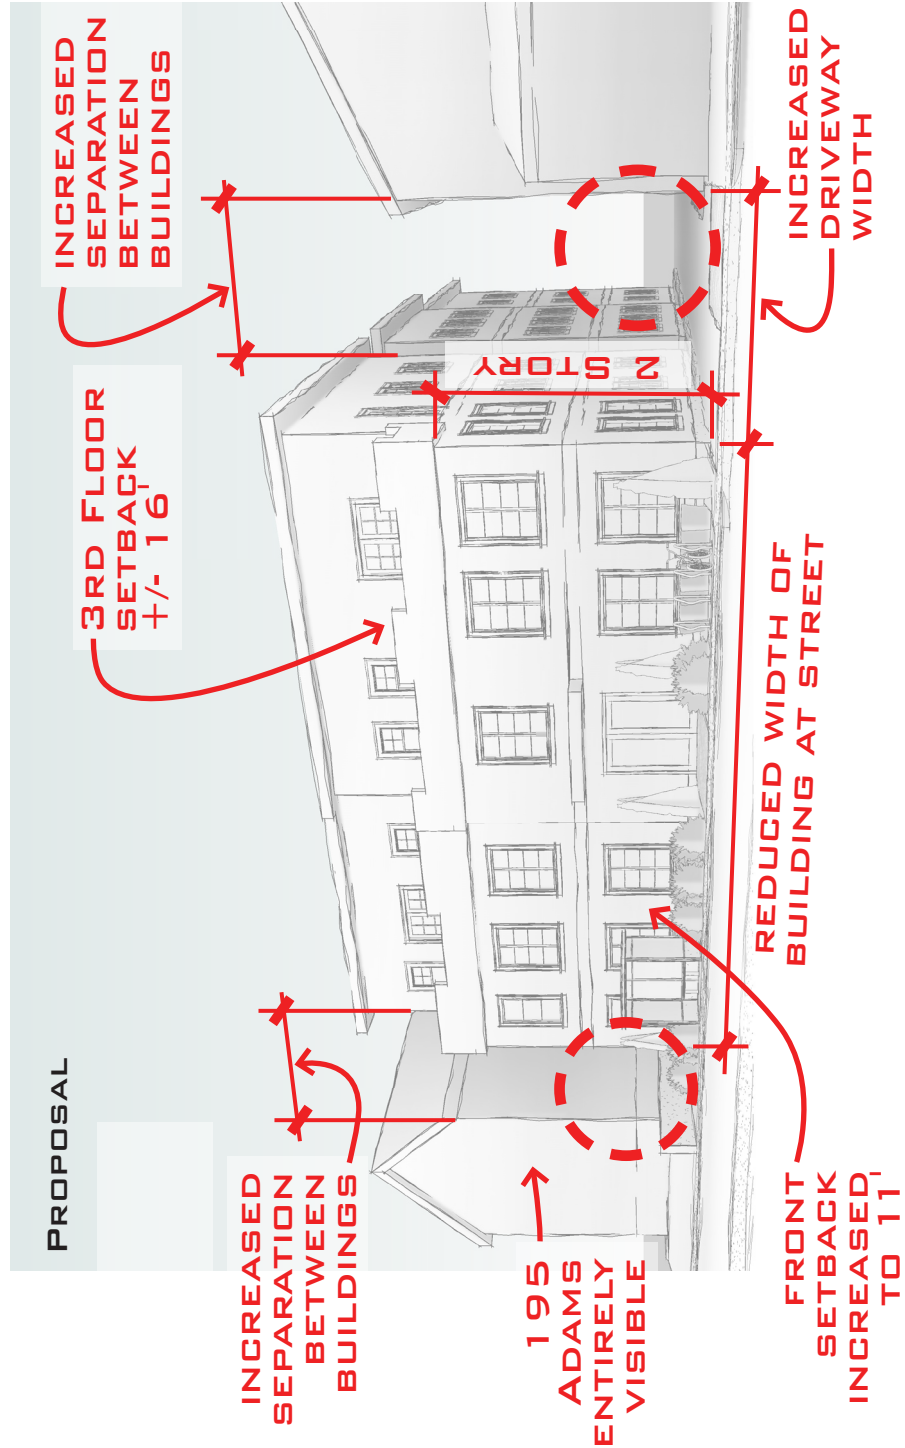 PROPOSAL
INCREASED
SEPARATION
BETWEEN
BUILDINGS
3RD FLOOR
SETBACK
+/- 16'
INCREASED
SEPARATION
BETWEEN
BUILDINGS
195
ADAMS
ENTIRELY
VISIBLE
2 STORY
FRONT
SETBACK
INCREASED
TO 11'
REDUCED WIDTH OF
BUILDING AT STREET
INCREASED
DRIVEWAY
WIDTH